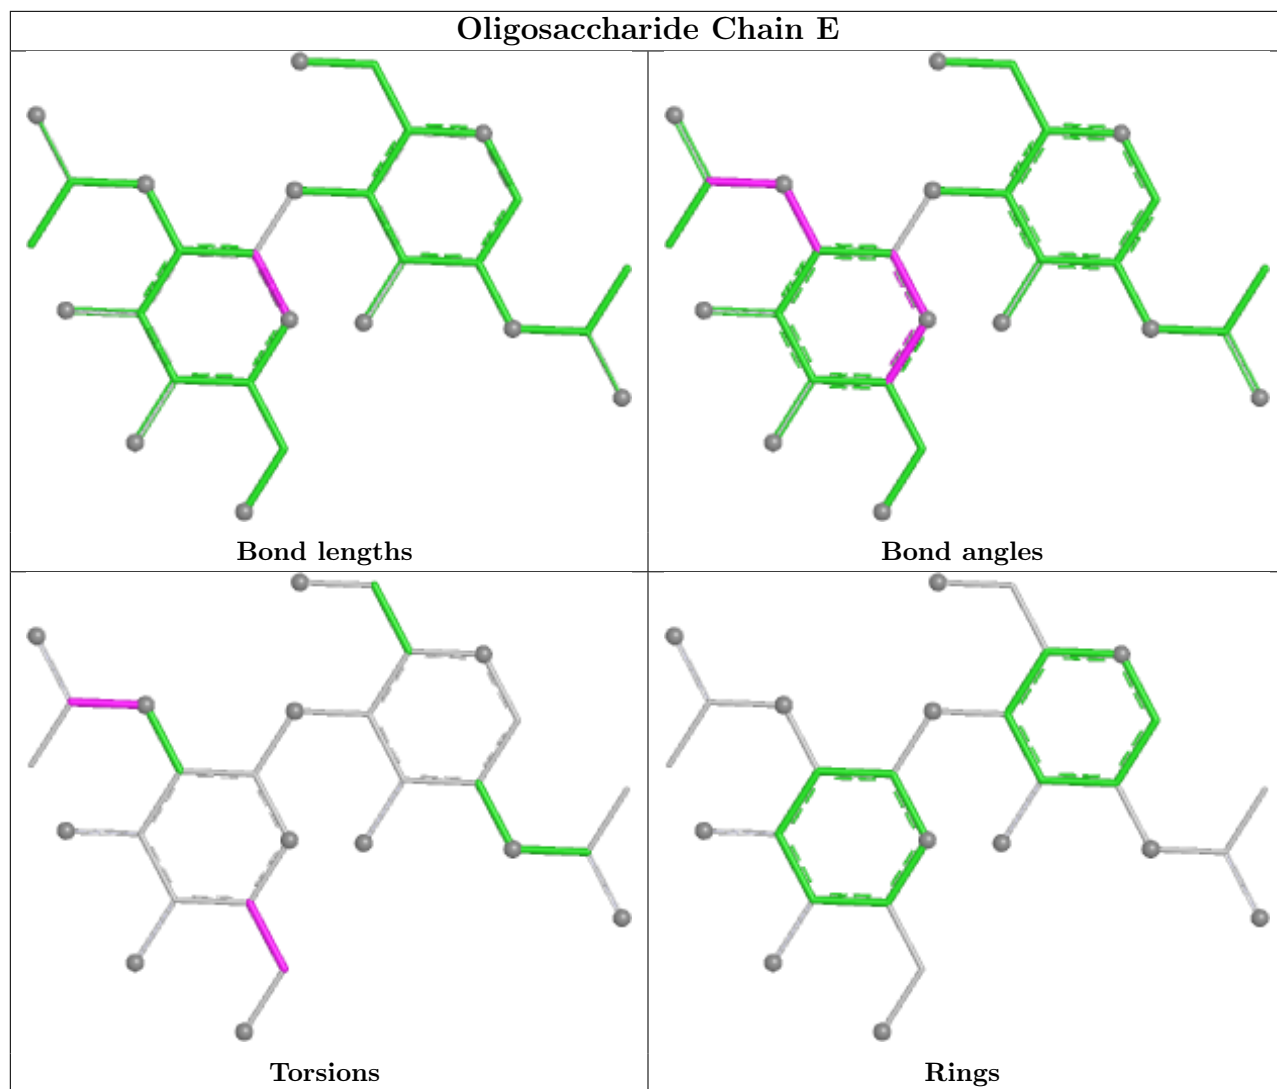 Oligosaccharide Chain E
Bond lengths
Bond angles
Torsions
Rings